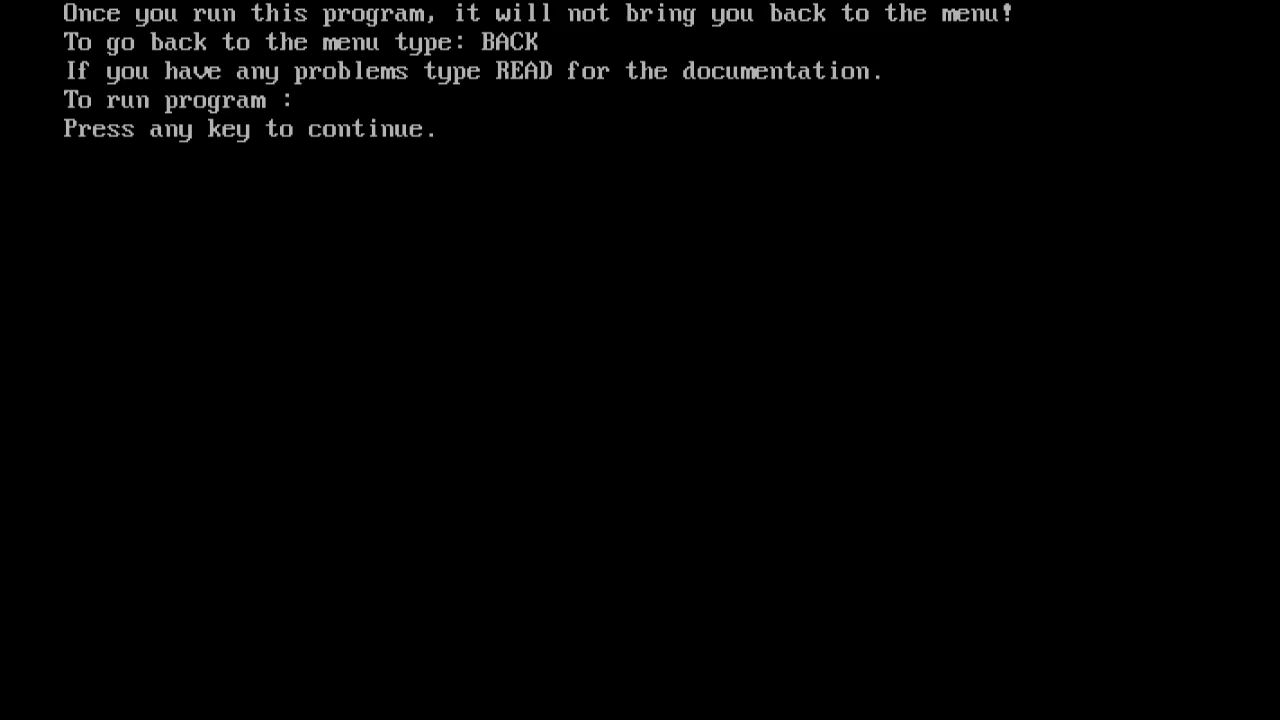 Once you run this program, it will not bring you back to the menu!
To go back to the menu type: BACK
If you have any problems type READ for the documentation.
To run program :
Press any key to continue.